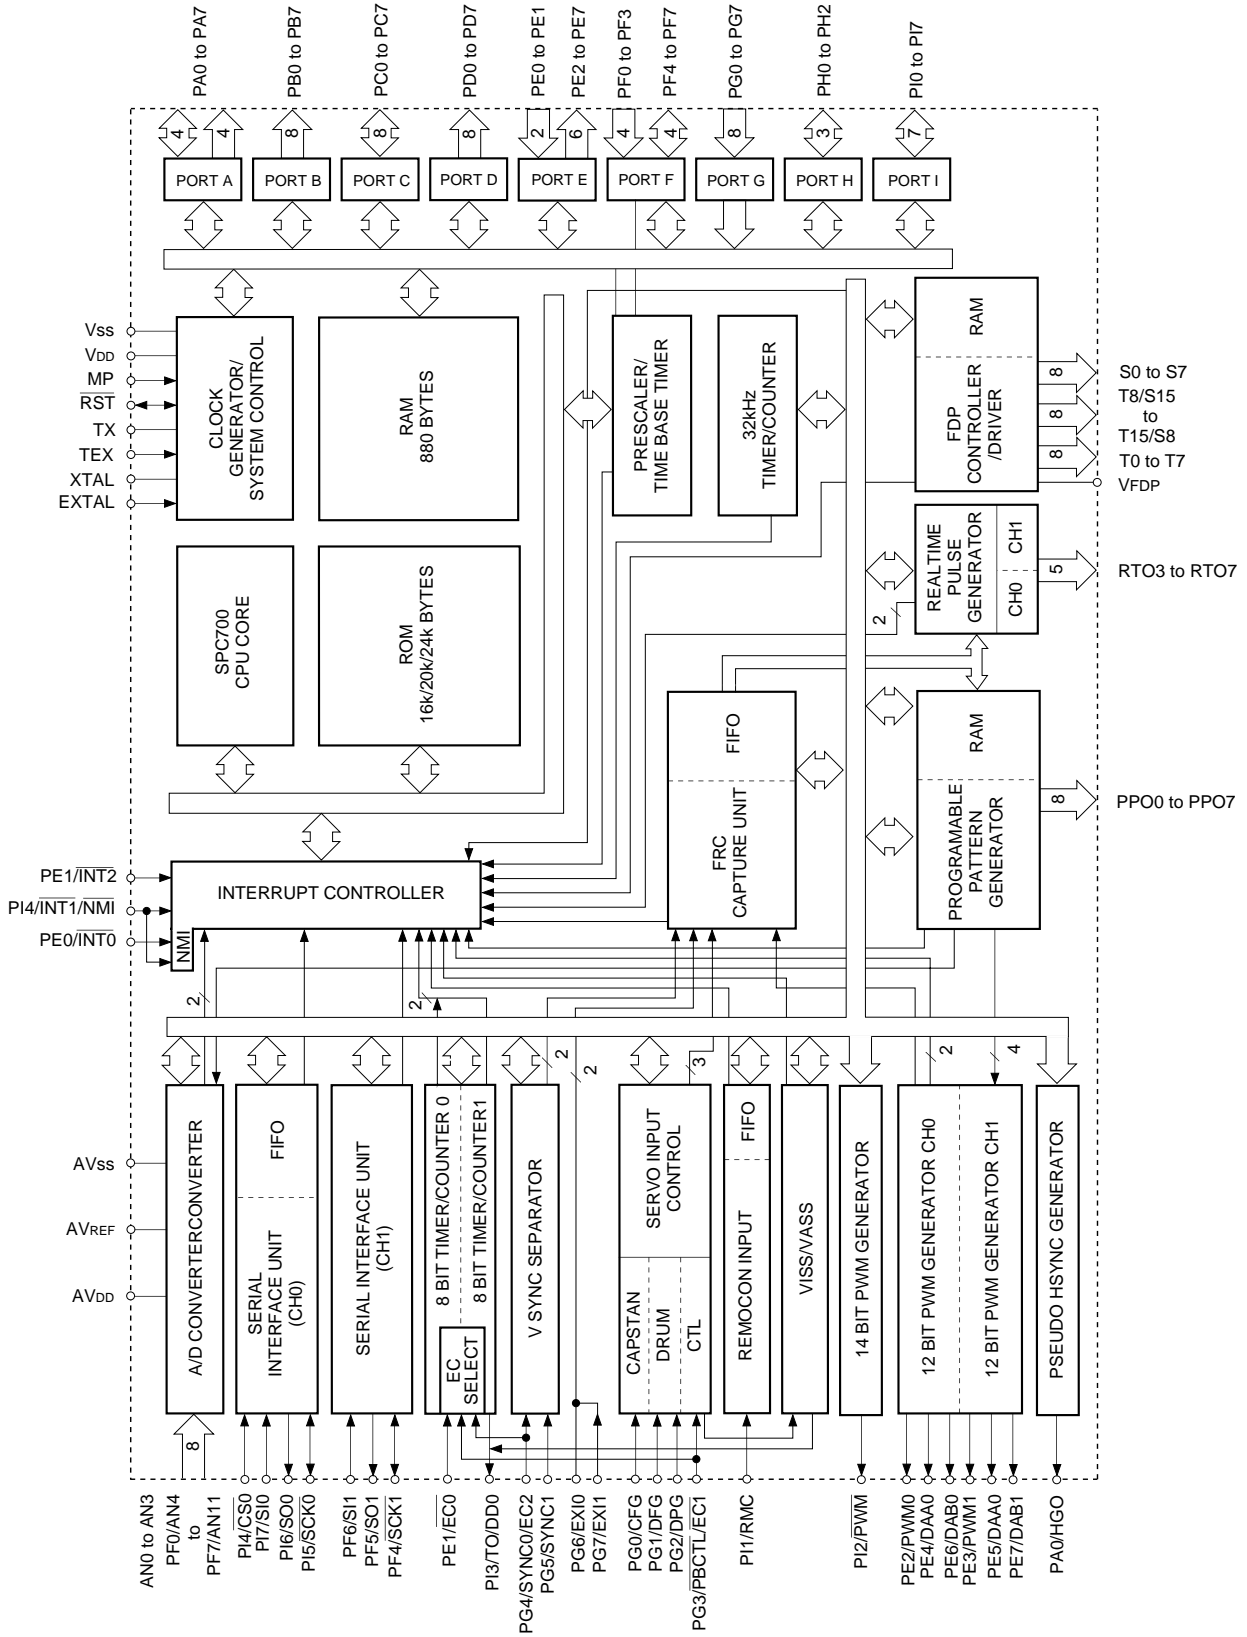 PA0 to PA7
PB0 to PB7
PC0 to PC7
PD0 to PD7
PE0 to PE1
PE2 to PE7
PF0 to PF3
PF4 to PF7
PG0 to PG7
PH0 to PH2
PI0 to PI7
4
4
8
8
8
2
6
4
4
8
3
7
PORT A
PORT B
PORT C
PORT D
PORT E
PORT F
PORT G
PORT H
PORT I
Vss
VDD
MP
RST
TX
TEX
XTAL
EXTAL
CLOCK
GENERATOR/
SYSTEM CONTROL
RAM
880 BYTES
PRESCALER/
TIME BASE TIMER
32kHz
TIMER/COUNTER
RAM
FDP
CONTROLLER
/DRIVER
8
8
8
S0 to S7
T8/S15
to
T15/S8
T0 to T7
VFDP
SPC700
CPU CORE
ROM
16k/20k/24k BYTES
REALTIME
PULSE
GENERATOR
CH0
CH1
5
RTO3 to RTO7
2
FIFO
FRC
CAPTURE UNIT
RAM
PROGRAMABLE
PATTERN
GENERATOR
8
PPO0 to PPO7
PE1/INT2
PI4/INT1/NMI
PE0/INT0
INTERRUPT CONTROLLER
NMI
2
2
2
2
3
2
4
AVss
AVREF
AVDD
A/D CONVERTERCONVERTER
SERIAL
INTERFACE UNIT
(CH0)
FIFO
SERIAL INTERFACE UNIT
(CH1)
8 BIT TIMER/COUNTER 0
8 BIT TIMER/COUNTER1
EC
SELECT
V SYNC SEPARATOR
SERVO INPUT
CONTROL
CAPSTAN
DRUM
CTL
REMOCON INPUT
FIFO
VISS/VASS
14 BIT PWM GENERATOR
12 BIT PWM GENERATOR CH0
12 BIT PWM GENERATOR CH1
PSEUDO HSYNC GENERATOR
8
AN0 to AN3
PF0/AN4
to
PF7/AN11
PI4/CS0
PI7/SI0
PI6/SO0
PI5/SCK0
PF6/SI1
PF5/SO1
PF4/SCK1
PE1/EC0
PI3/TO/DD0
PG4/SYNC0/EC2
PG5/SYNC1
PG6/EXI0
PG7/EXI1
PG0/CFG
PG1/DFG
PG2/DPG
PG3/PBCTL/EC1
PI1/RMC
PI2/PWM
PE2/PWM0
PE4/DAA0
PE6/DAB0
PE3/PWM1
PE5/DAA0
PE7/DAB1
PA0/HGO